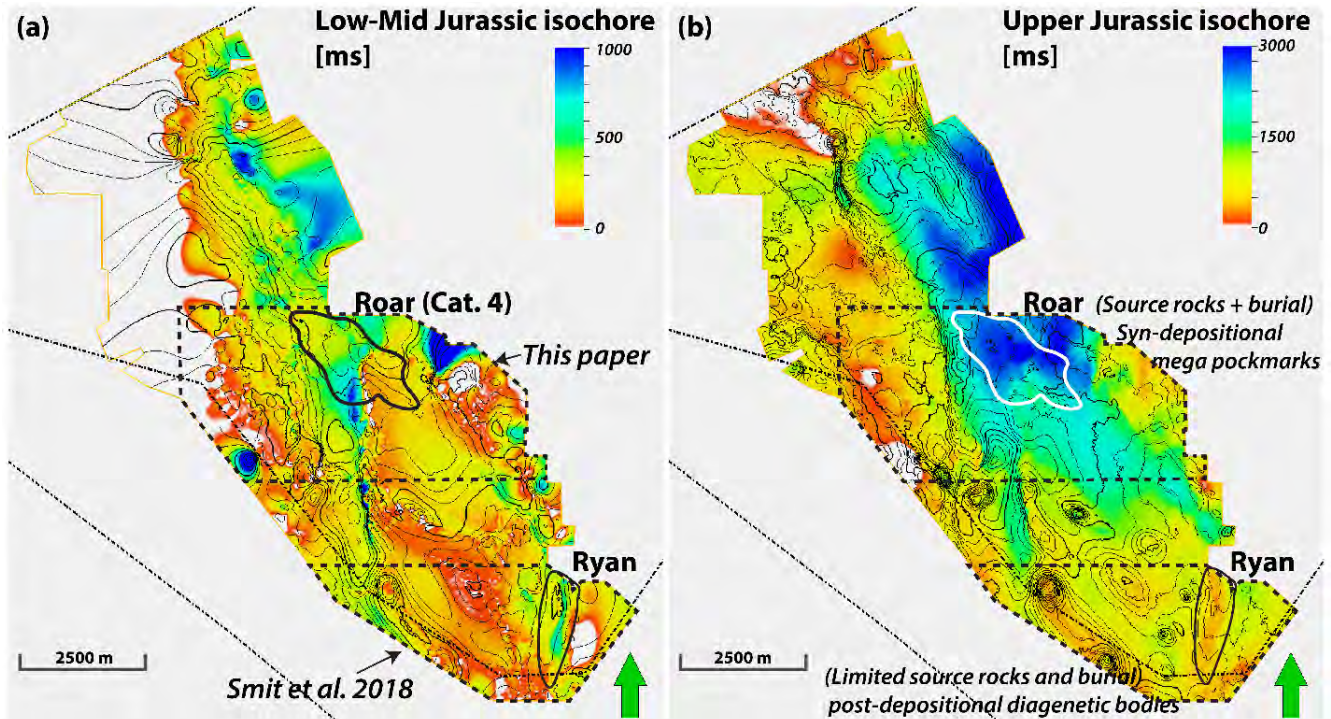 (a)
Low-Mid Jurassic isochore
[ms]
1000
500
0
Roar (Cat. 4)
This paper
Ryan
2500 m
Smit et al. 2018
(b)
Upper Jurassic isochore
[ms]
3000
1500
0
Roar (Source rocks + burial)
Syn-depositional
mega pockmarks
Ryan
2500 m
(Limited source rocks and burial)
post-depositional diagenetic bodies